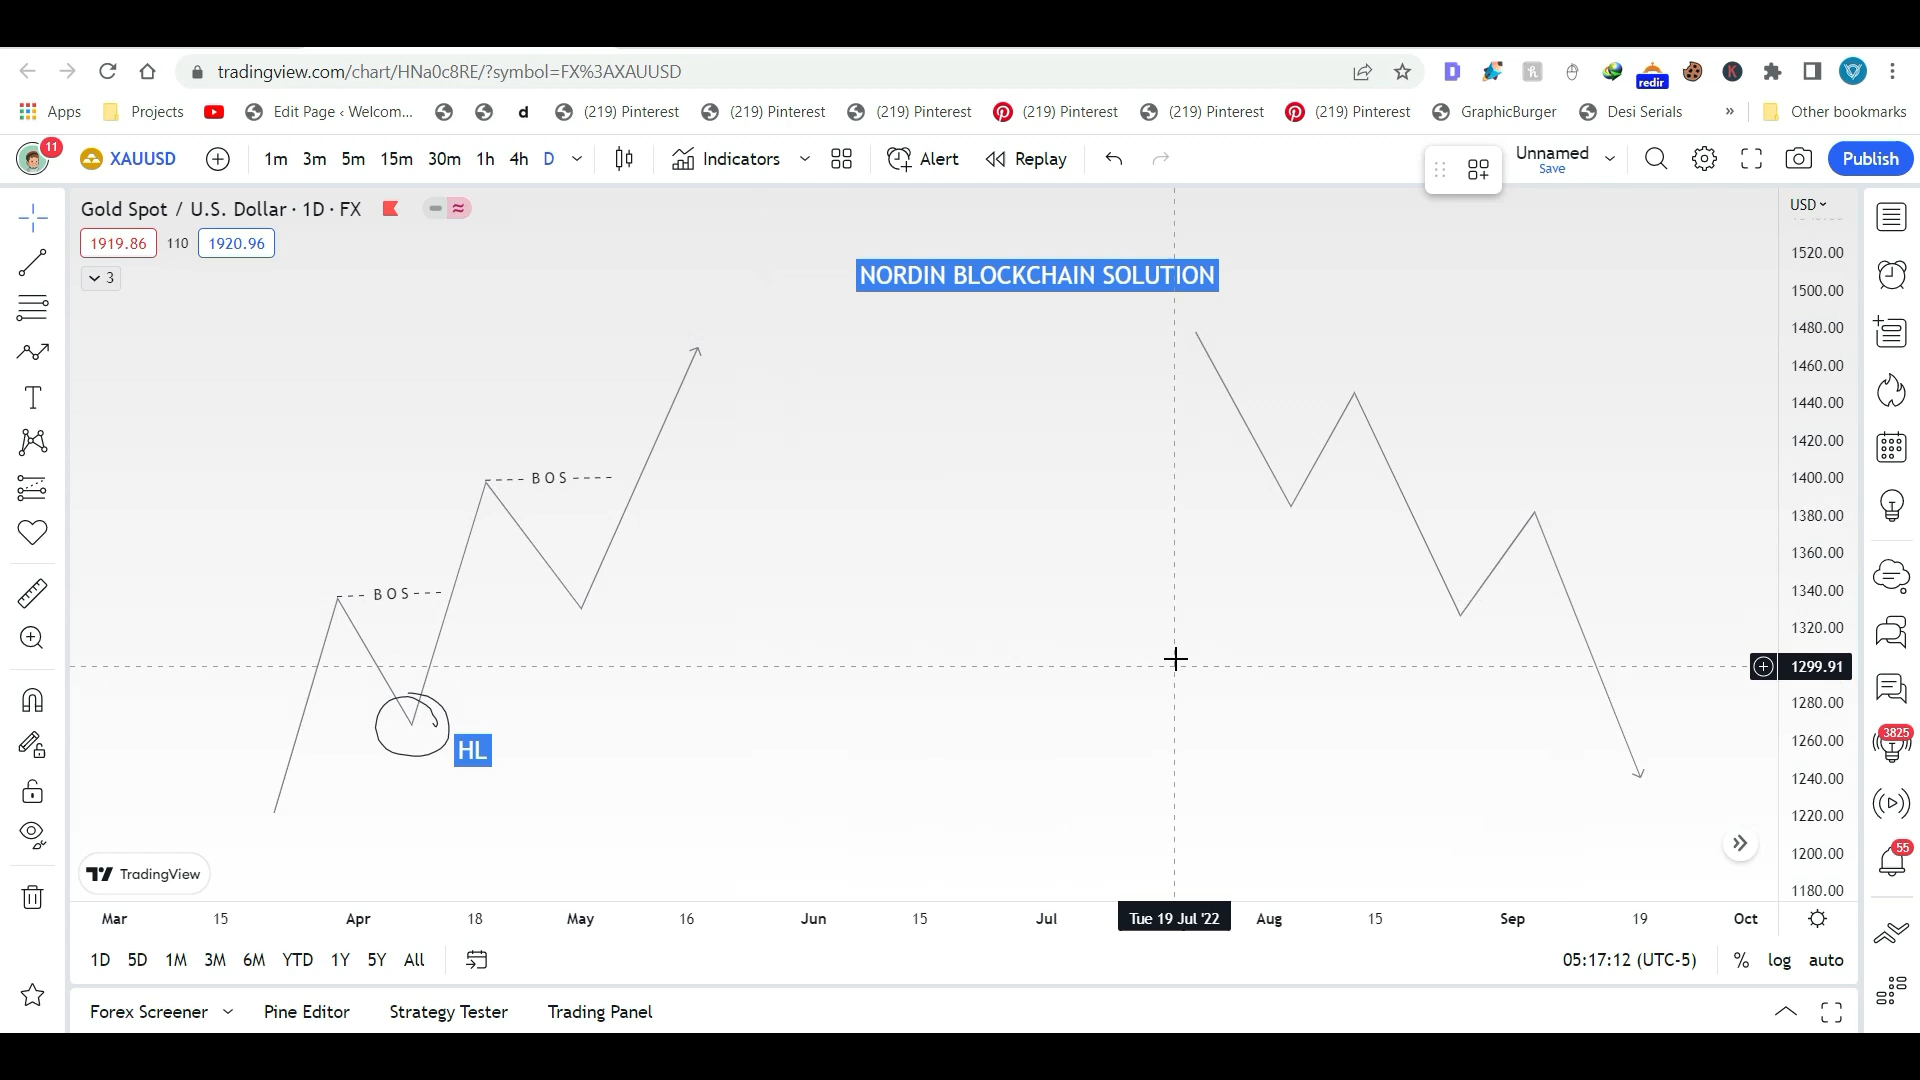 tradingview.com/chart/HNa0c8RE/?symbol=FX%3AXAUUSD
redir
Apps Projects Edit Page ‹ Welcom... d (219) Pinterest (219) Pinterest (219) Pinterest (219) Pinterest (219) Pinterest (219) Pinterest GraphicBurger Desi Serials » Other bookmarks
11 XAUUSD 1m 3m 5m 15m 30m 1h 4h D Indicators Alert Replay Unnamed Save Publish
Gold Spot / U.S. Dollar · 1D · FX
USD
1919.86 110 1920.96
3
NORDIN BLOCKCHAIN SOLUTION
1520.00
1500.00
1480.00
1460.00
1440.00
1420.00
1400.00
1380.00
1360.00
1340.00
1320.00
1299.91
1280.00
1260.00
1240.00
1220.00
1200.00
1180.00
--- BOS ----
--- BOS ---
HL
3825
55
TradingView
Mar 15 Apr 18 May 16 Jun 15 Jul Tue 19 Jul '22 Aug 15 Sep 19 Oct
1D 5D 1M 3M 6M YTD 1Y 5Y All 05:17:12 (UTC-5) % log auto
Forex Screener Pine Editor Strategy Tester Trading Panel